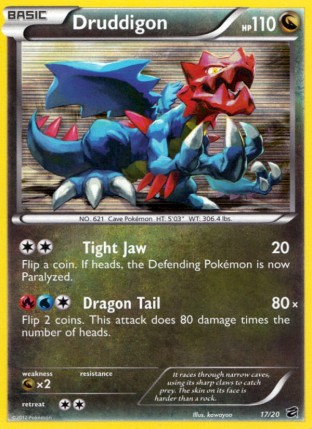 BASIC
Druddigon HP110
NO. 621 Cave Pokémon HT: 5'03" WT: 306.4 lbs.
Tight Jaw 20
Flip a coin. If heads, the Defending Pokémon is now
Paralyzed.
Dragon Tail 80×
Flip 2 coins. This attack does 80 damage times the
number of heads.
weakness resistance
×2
retreat
It races through narrow caves,
using its sharp claws to catch
prey. The skin on its face is
harder than a rock.
©2012 Pokémon Illus. kawayoo 17/20